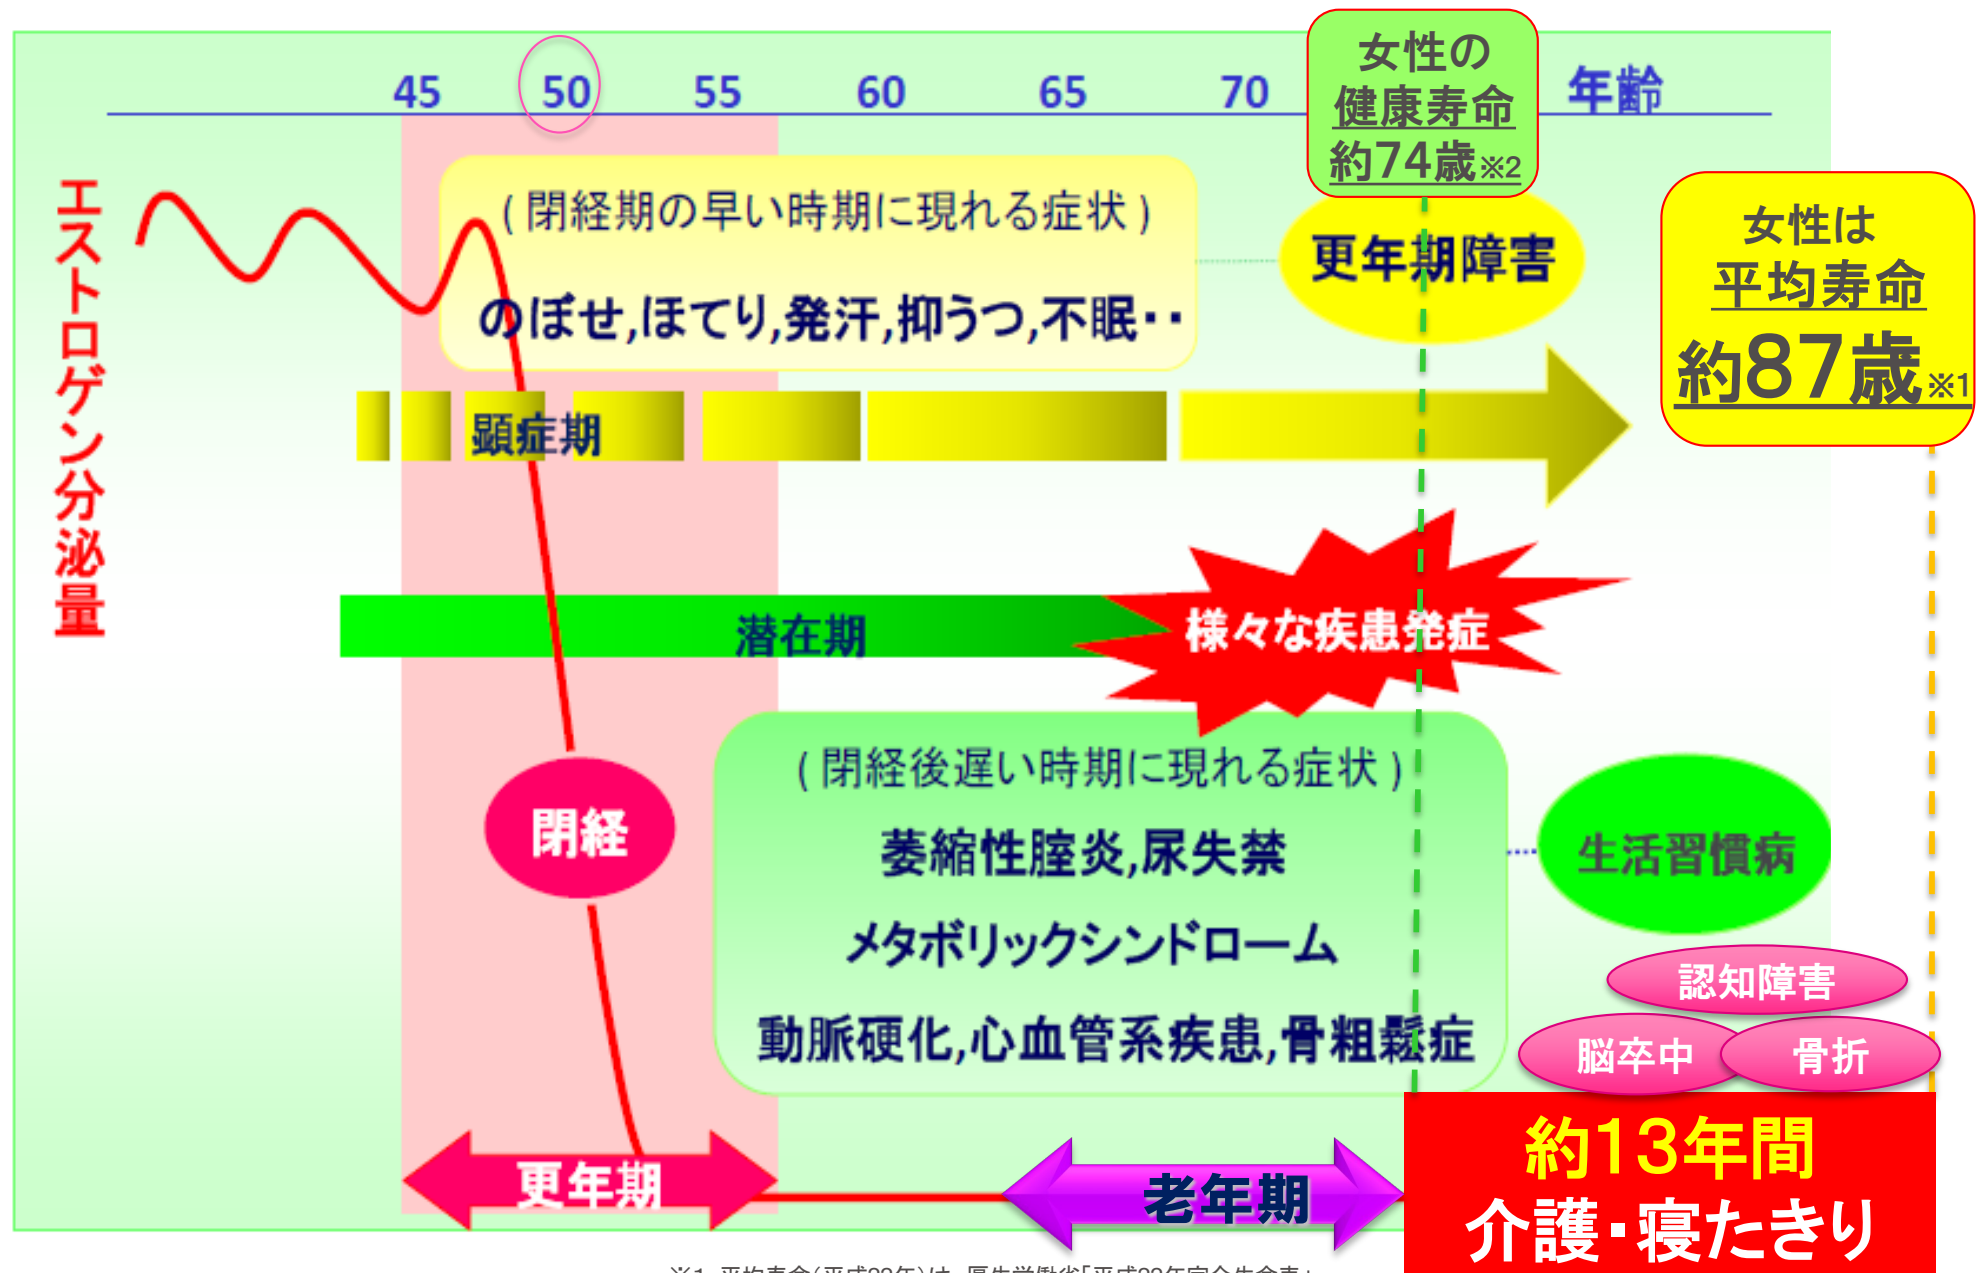 45 50 55 60 65 70 年齢
女性の
健康寿命
約74歳※2
女性は
平均寿命
約87歳※1
エストロゲン分泌量
(閉経期の早い時期に現れる症状)
のぼせ,ほてり,発汗,抑うつ,不眠‥
更年期障害
顕症期
潜在期
様々な疾患発症
閉経
(閉経後遅い時期に現れる症状)
萎縮性膣炎,尿失禁
メタボリックシンドローム
動脈硬化,心血管系疾患,骨粗鬆症
生活習慣病
認知障害
脳卒中
骨折
更年期
老年期
約13年間
介護・寝たきり